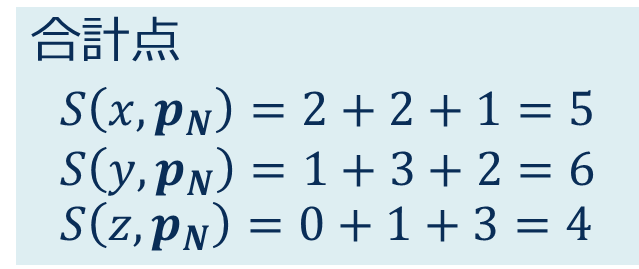 合計点
S(x, p_N) = 2 + 2 + 1 = 5
S(y, p_N) = 1 + 3 + 2 = 6
S(z, p_N) = 0 + 1 + 3 = 4